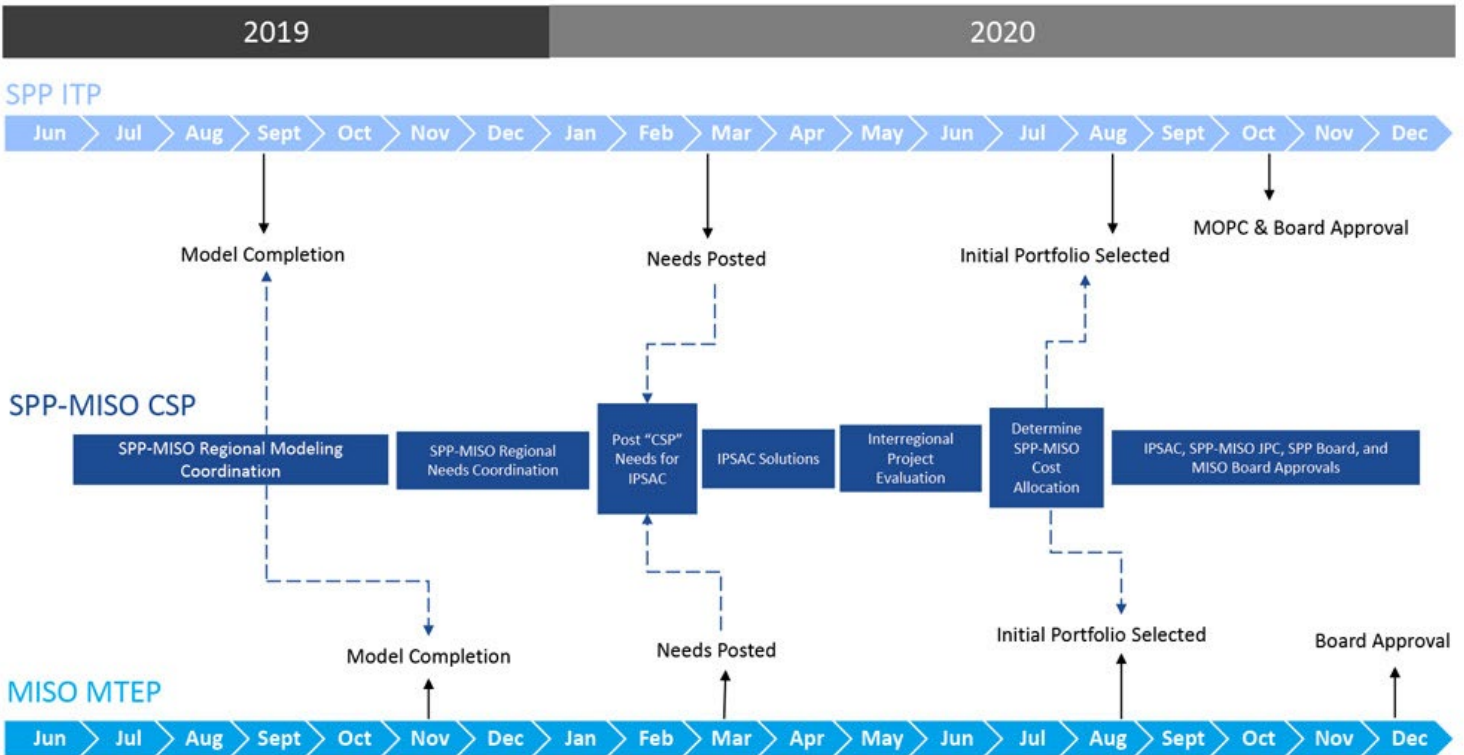 2019
2020
SPP ITP
Jun Jul Aug Sept Oct Nov Dec Jan Feb Mar Apr May Jun Jul Aug Sept Oct Nov Dec
MOPC & Board Approval
Model Completion
Needs Posted
Initial Portfolio Selected
SPP-MISO CSP
SPP-MISO Regional Modeling
Coordination
SPP-MISO Regional
Needs Coordination
Post “CSP”
Needs for
IPSAC
IPSAC Solutions
Interregional
Project
Evaluation
Determine
SPP-MISO
Cost
Allocation
IPSAC, SPP-MISO JPC, SPP Board, and
MISO Board Approvals
Model Completion
Needs Posted
Initial Portfolio Selected
Board Approval
MISO MTEP
Jun Jul Aug Sept Oct Nov Dec Jan Feb Mar Apr May Jun Jul Aug Sept Oct Nov Dec